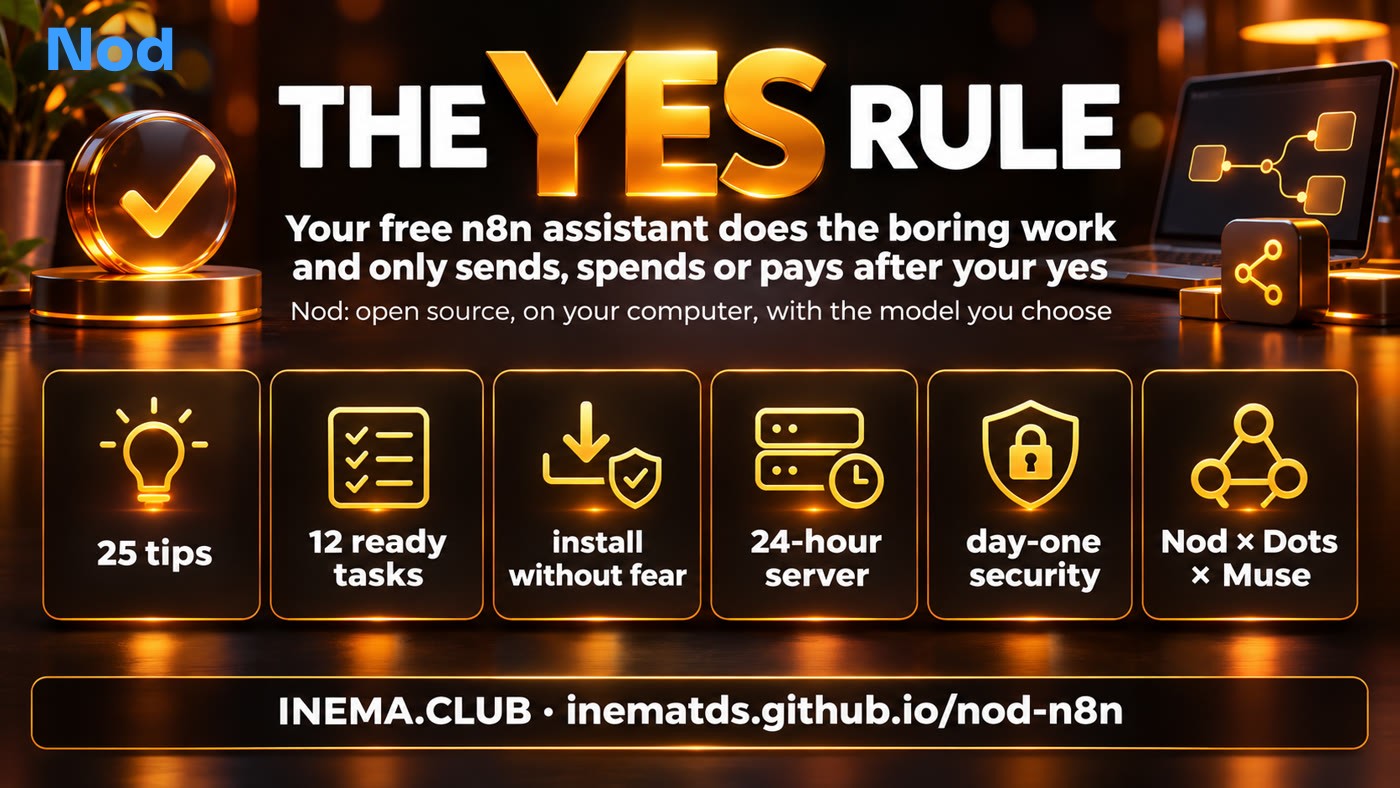 Nod
THE YES RULE
Your free n8n assistant does the boring work
and only sends, spends or pays after your yes
Nod: open source, on your computer, with the model you choose
25 tips
12 ready
tasks
install
without fear
24-hour
server
day-one
security
Nod × Dots
× Muse
INEMA.CLUB · inematds.github.io/nod-n8n